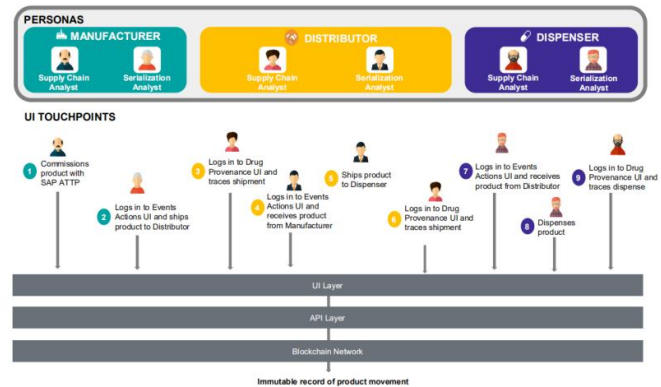 PERSONAS
MANUFACTURER
Supply Chain
Analyst
Serialization
Analyst
DISTRIBUTOR
Supply Chain
Analyst
Serialization
Analyst
DISPENSER
Supply Chain
Analyst
Serialization
Analyst
UI TOUCHPOINTS
1
Commissions
product with
SAP ATTP
2
Logs in to Events
Actions UI and ships
product to Distributor
3
Logs in to Drug
Provenance UI and
traces shipment
4
Logs in to Events
Actions UI and
receives product
from Manufacturer
5
Ships product
to Dispenser
6
Logs in to Drug
Provenance UI and
traces shipment
7
Logs in to Events
Actions UI and receives
product from Distributor
8
Dispenses
product
9
Logs in to Drug
Provenance UI and
traces dispense
UI Layer
API Layer
Blockchain Network
Immutable record of product movement